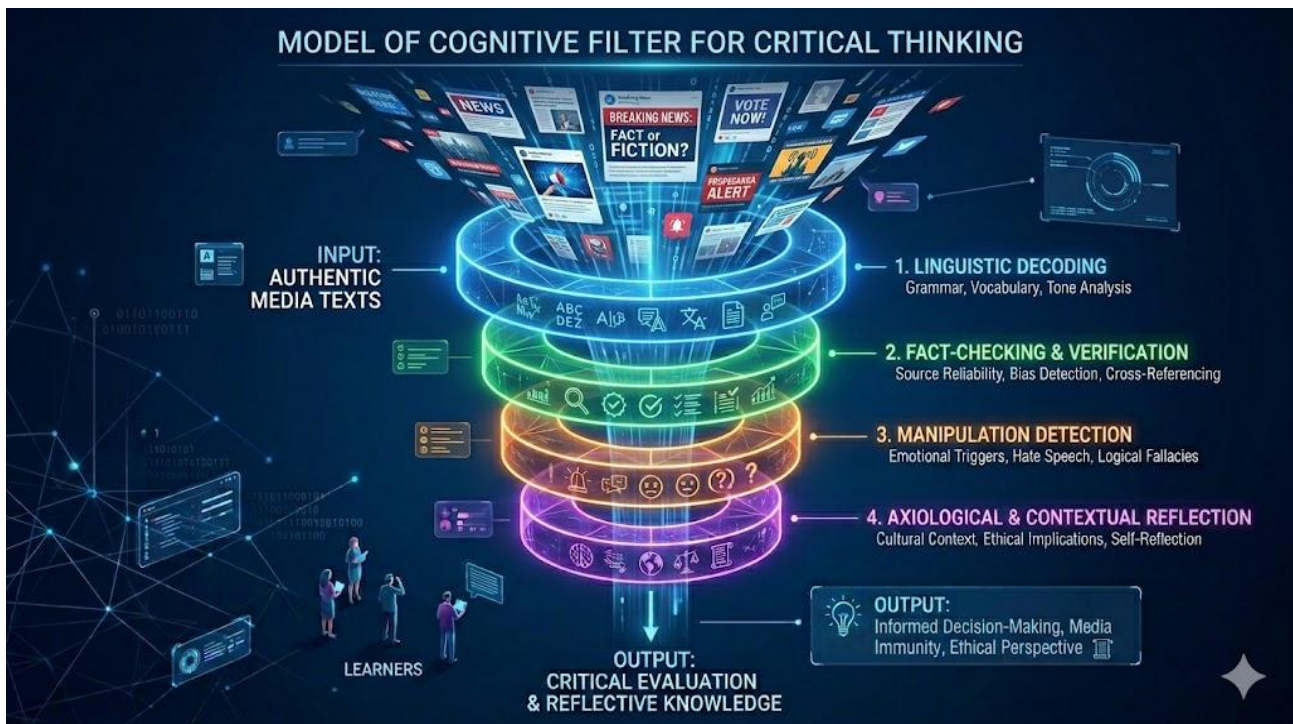 MODEL OF COGNITIVE FILTER FOR CRITICAL THINKING
NEWS
BREAKING NEWS:
FACT or
FICTION?
VOTE
NOW!
ALERT
INPUT:
AUTHENTIC
MEDIA TEXTS
1. LINGUISTIC DECODING
Grammar, Vocabulary, Tone Analysis
ABC
DEZ
2. FACT-CHECKING & VERIFICATION
Source Reliability, Bias Detection, Cross-Referencing
3. MANIPULATION DETECTION
Emotional Triggers, Hate Speech, Logical Fallacies
4. AXIOLOGICAL & CONTEXTUAL REFLECTION
Cultural Context, Ethical Implications, Self-Reflection
LEARNERS
OUTPUT:
CRITICAL EVALUATION
& REFLECTIVE KNOWLEDGE
OUTPUT:
Informed Decision-Making, Media
Immunity, Ethical Perspective